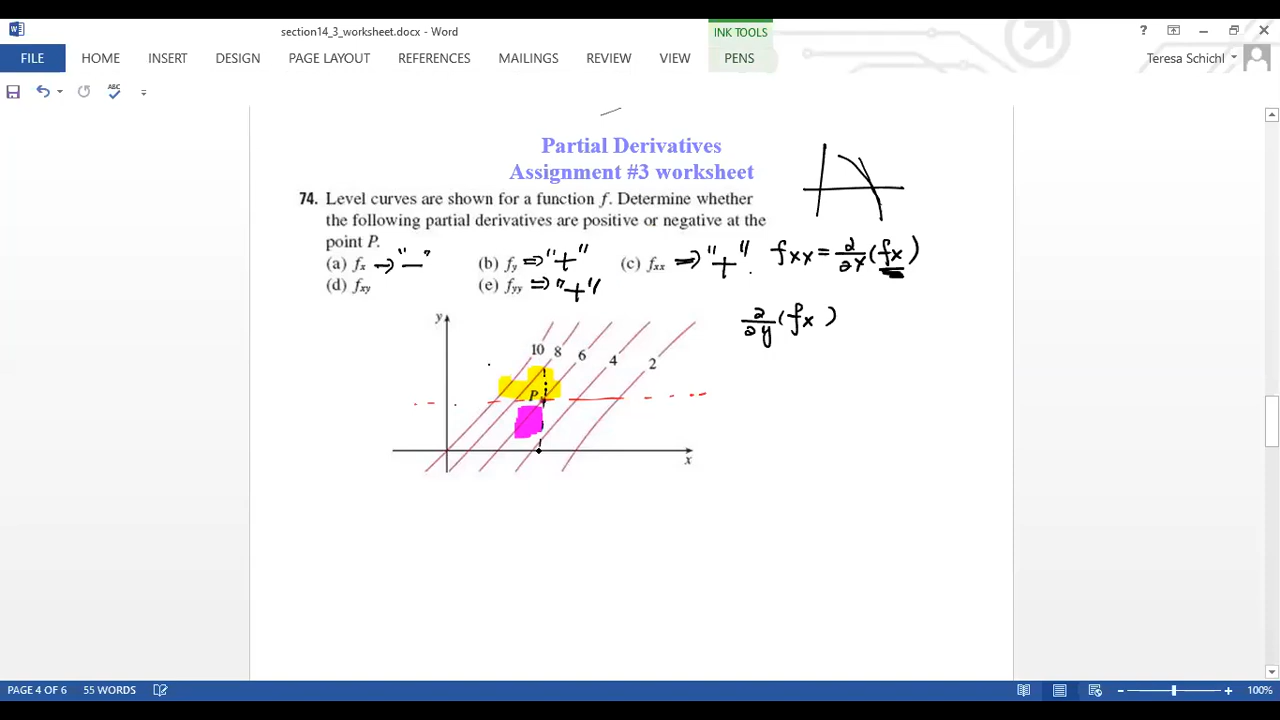 section14_3_worksheet.docx - Word
INK TOOLS
?
FILE HOME INSERT DESIGN PAGE LAYOUT REFERENCES MAILINGS REVIEW VIEW PENS
Teresa Schichl
ABC
Partial Derivatives
Assignment #3 worksheet
74. Level curves are shown for a function f. Determine whether
the following partial derivatives are positive or negative at the
point P.
(a) fx → "−" (b) fy ⇒ "+" (c) fxx ⇒ "+" fxx = ∂/∂x (fx)
(d) fxy (e) fyy ⇒ "+"
∂/∂y (fx )
y
10 8 6 4 2
P
x
PAGE 4 OF 6 55 WORDS
100%